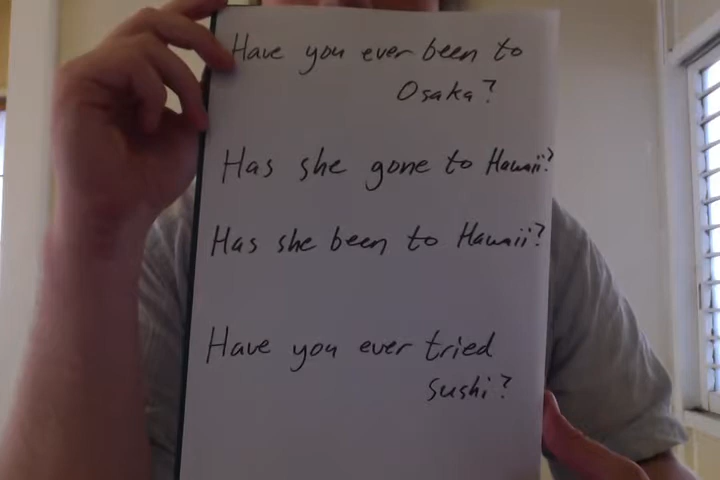 Have you ever been to
Osaka?
Has she gone to Hawaii?
Has she been to Hawaii?
Have you ever tried
sushi?